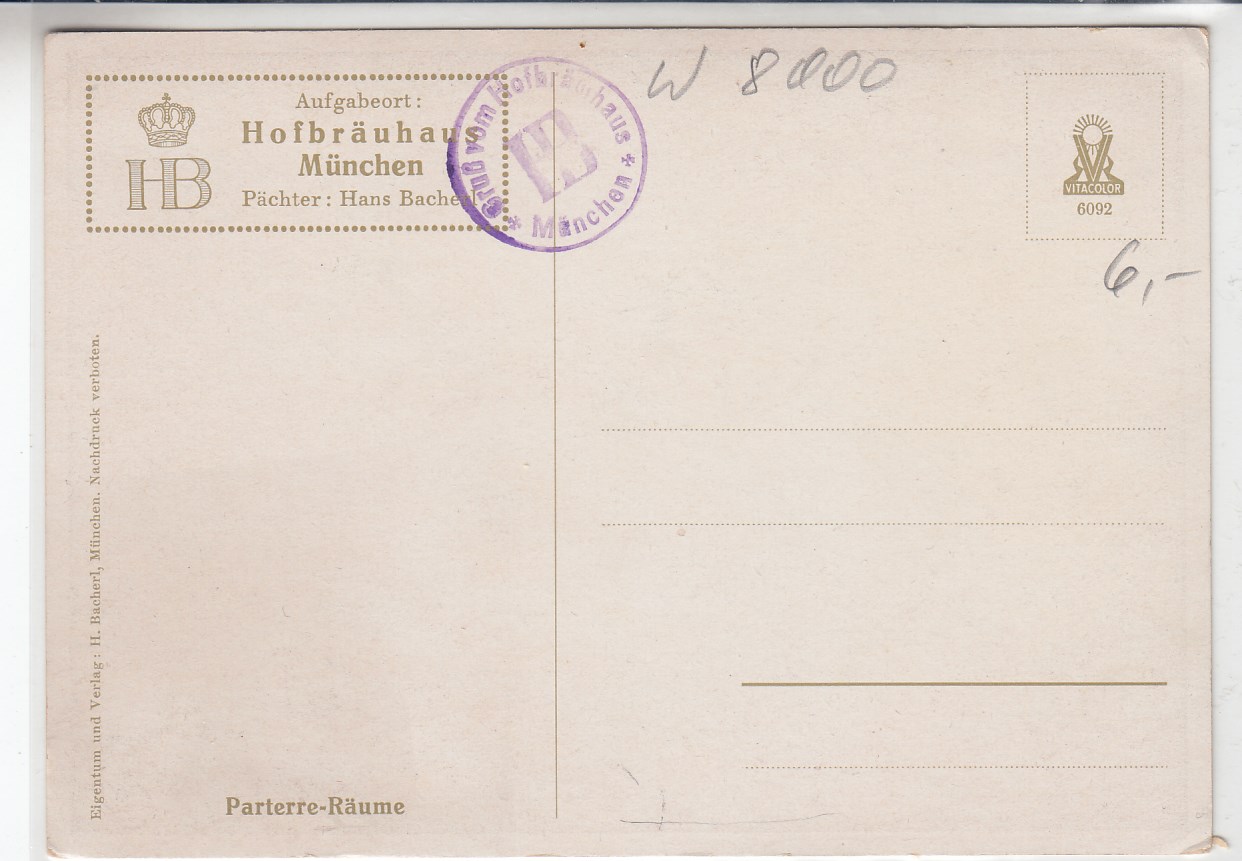 Aufgabeort:
Hofbräuhaus
München
Pächter: Hans Bacherl
HB
Gruß vom Hofbräuhaus
* München *
HB
W 8000
VITACOLOR
6092
6,-
Eigentum und Verlag: H. Bacherl, München. Nachdruck verboten.
Parterre-Räume